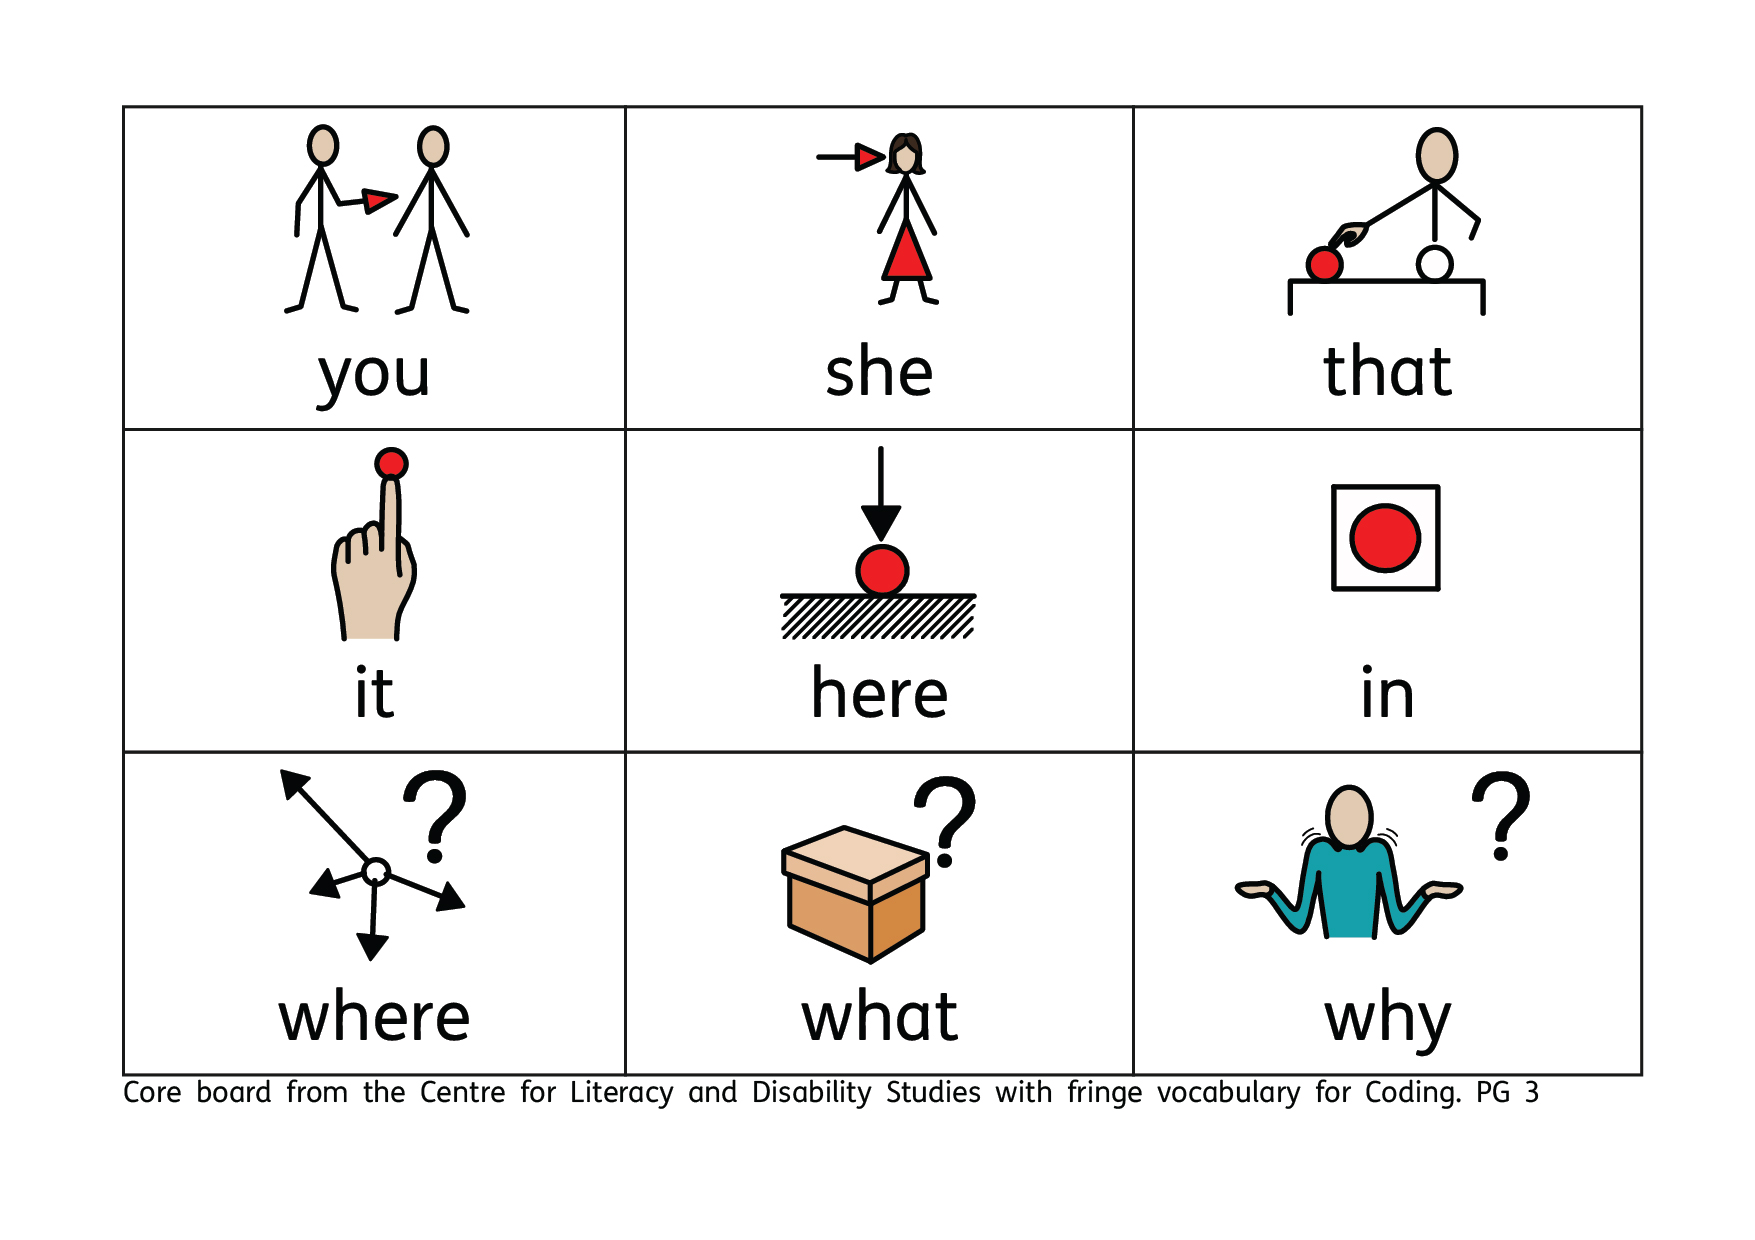 you
she
that
it
here
in
?
where
?
what
?
why
Core board from the Centre for Literacy and Disability Studies with fringe vocabulary for Coding. PG 3